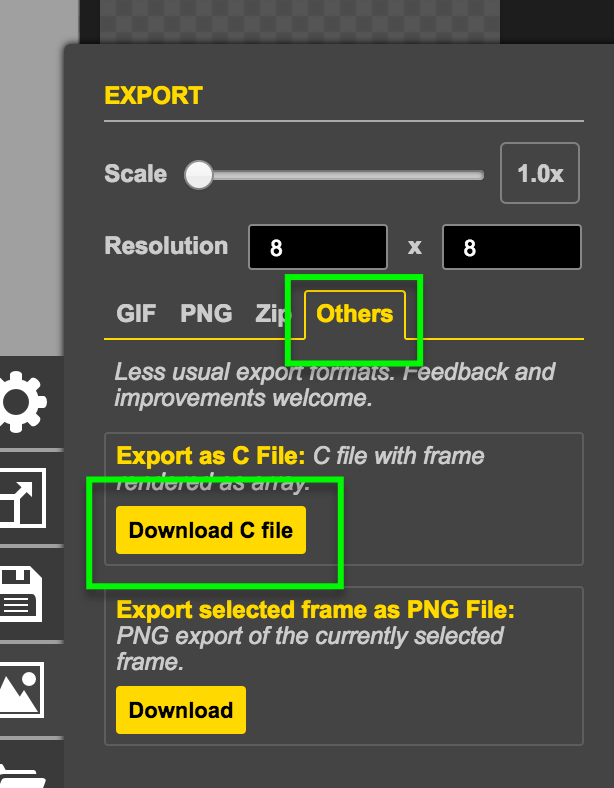 EXPORT
Scale 1.0x
Resolution 8 x 8
GIF PNG Zip Others
Less usual export formats. Feedback and
improvements welcome.
Export as C File: C file with frame
rendered as array.
Download C file
Export selected frame as PNG File:
PNG export of the currently selected
frame.
Download